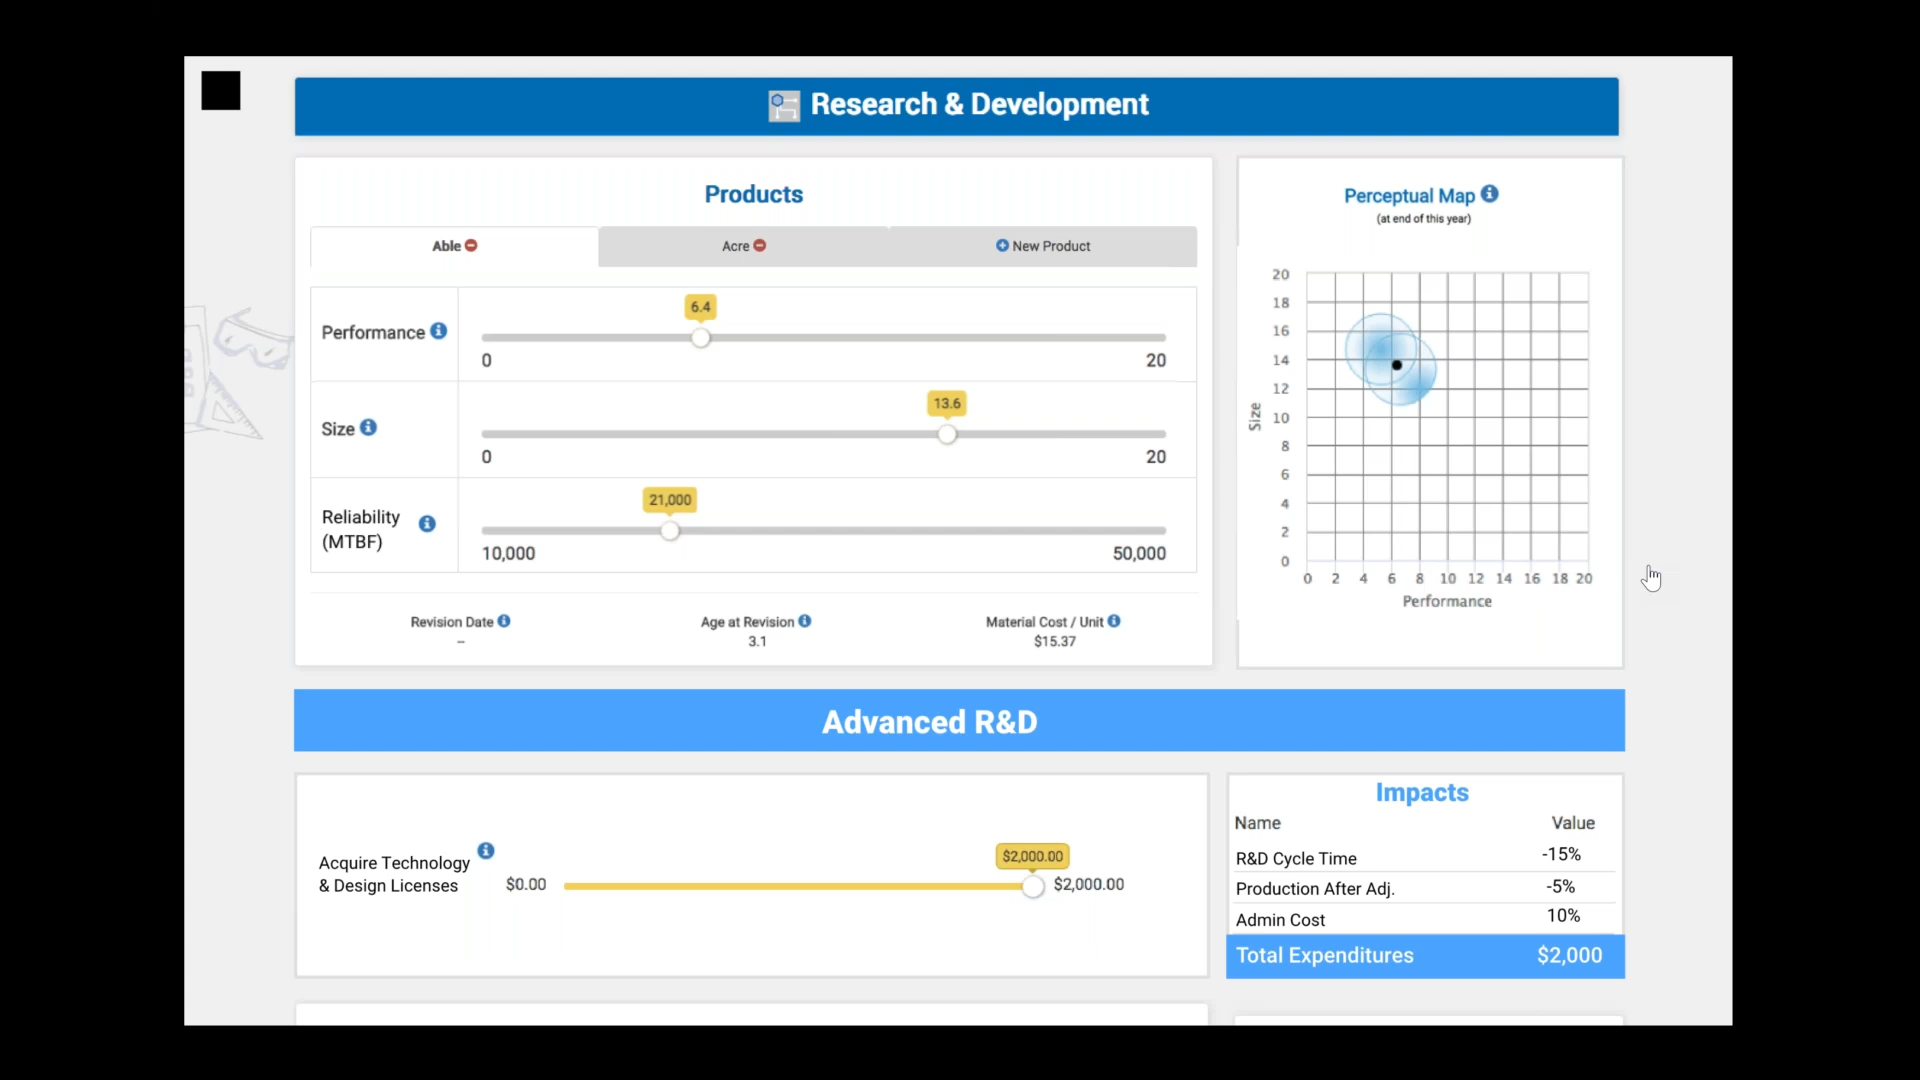 Research & Development
Products
Able
Acre
New Product
Performance
6.4
0
20
Size
13.6
0
20
Reliability
(MTBF)
21,000
10,000
50,000
Revision Date
--
Age at Revision
3.1
Material Cost / Unit
$15.37
Perceptual Map
(at end of this year)
20
18
16
14
12
10
8
6
4
2
0
Size
0 2 4 6 8 10 12 14 16 18 20
Performance
Advanced R&D
Acquire Technology
& Design Licenses
$0.00
$2,000.00
$2,000.00
Impacts
Name Value
R&D Cycle Time -15%
Production After Adj. -5%
Admin Cost 10%
Total Expenditures $2,000